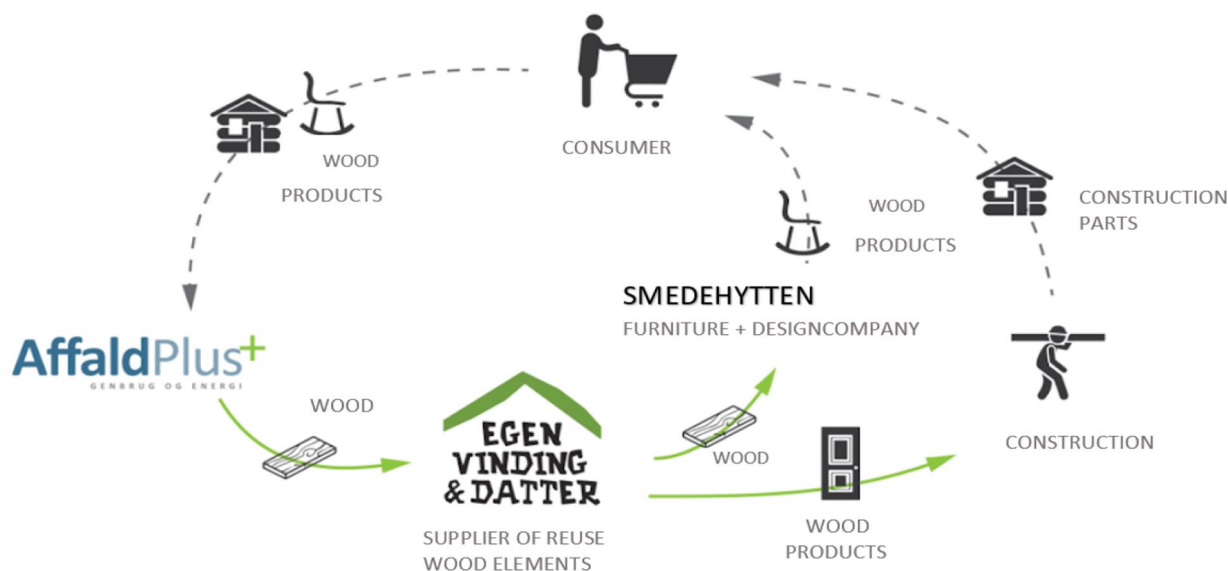 CONSUMER
WOOD
PRODUCTS
WOOD
PRODUCTS
CONSTRUCTION
PARTS
SMEDEHYTTEN
FURNITURE + DESIGNCOMPANY
AffaldPlus+
GENBRUG OG ENERGI
WOOD
EGEN
VINDING
& DATTER
SUPPLIER OF REUSE
WOOD ELEMENTS
WOOD
WOOD
PRODUCTS
CONSTRUCTION